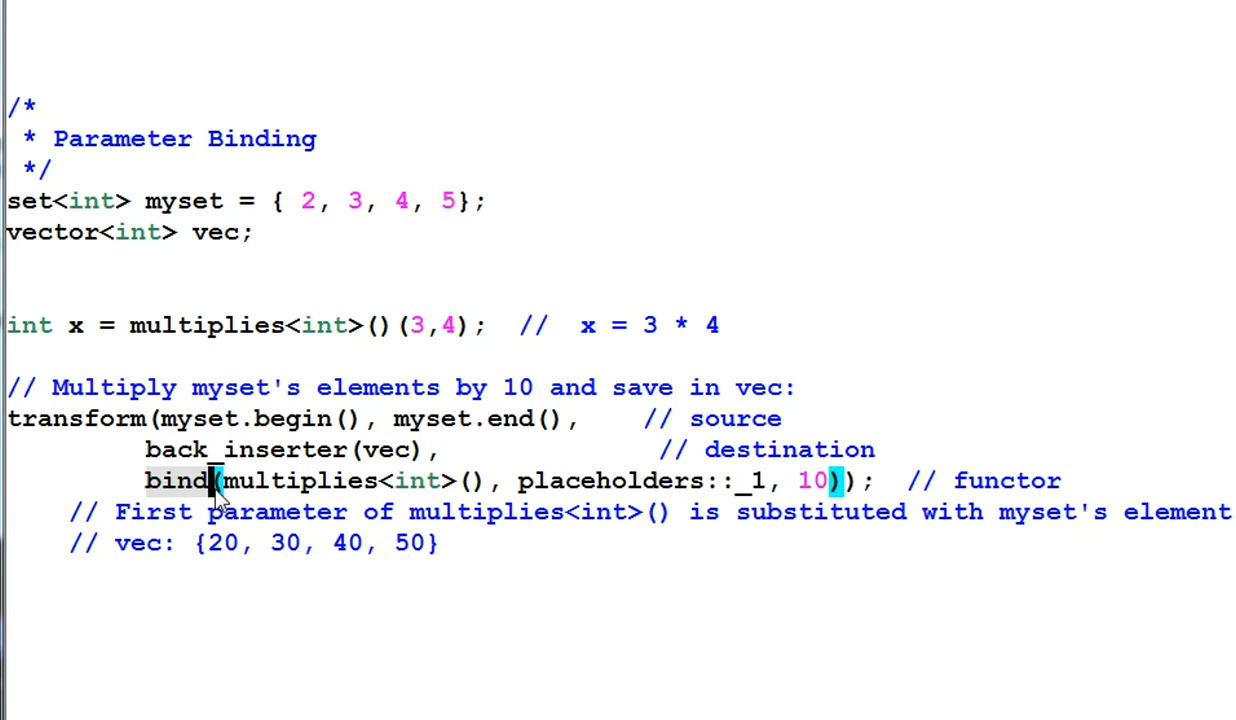 /*
 * Parameter Binding
 */
set<int> myset = { 2, 3, 4, 5};
vector<int> vec;
int x = multiplies<int>()(3,4);  //  x = 3 * 4
// Multiply myset's elements by 10 and save in vec:
transform(myset.begin(), myset.end(),    // source
         back_inserter(vec),              // destination
         bind(multiplies<int>(), placeholders::_1, 10));  // functor
    // First parameter of multiplies<int>() is substituted with myset's element
    // vec: {20, 30, 40, 50}